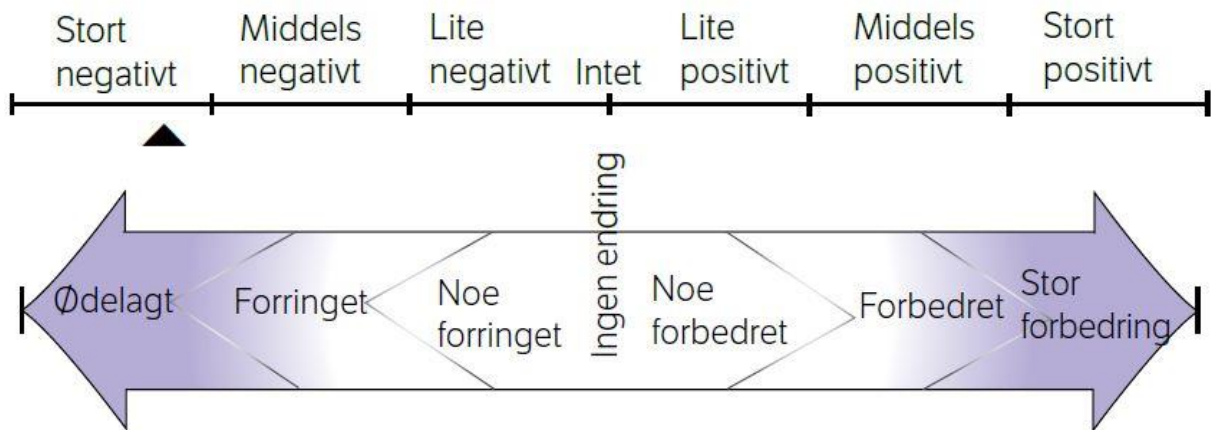 Stort
negativt
Middels
negativt
Lite
negativt
Intet
Lite
positivt
Middels
positivt
Stort
positivt
Ingen endring
Ødelagt
Forringet
Noe
forringet
Noe
forbedret
Forbedret
Stor
forbedring